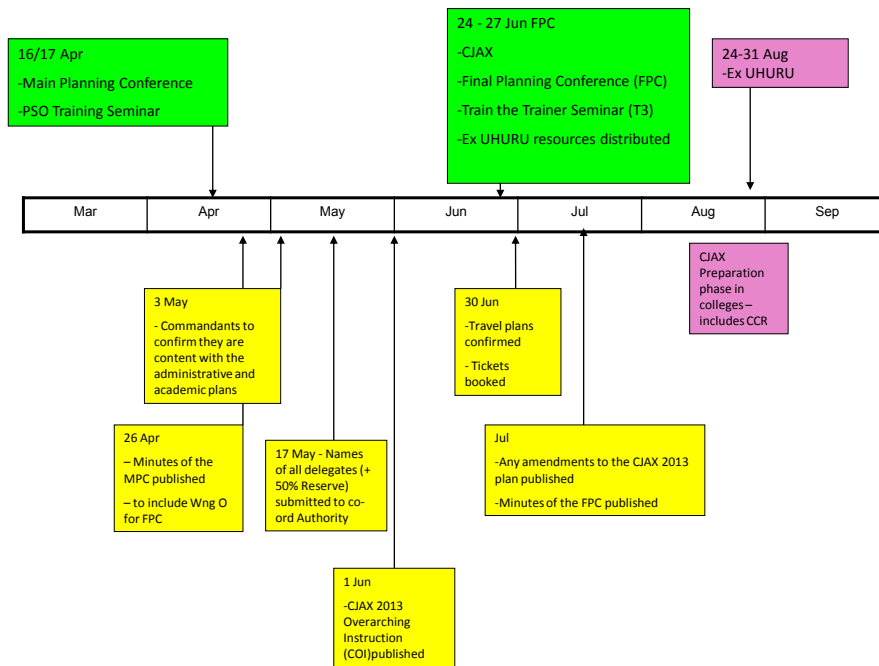 16/17 Apr
-Main Planning Conference
-PSO Training Seminar
24 - 27 Jun FPC
-CJAX
-Final Planning Conference (FPC)
-Train the Trainer Seminar (T3)
-Ex UHURU resources distributed
24-31 Aug
-Ex UHURU
Mar
Apr
May
Jun
Jul
Aug
Sep
3 May
- Commandants to
confirm they are
content with the
administrative and
academic plans
30 Jun
-Travel plans
confirmed
- Tickets
booked
CJAX
Preparation
phase in
colleges –
includes CCR
26 Apr
– Minutes of the
MPC published
– to include Wng O
for FPC
17 May - Names
of all delegates (+
50% Reserve)
submitted to co-
ord Authority
Jul
-Any amendments to the CJAX 2013
plan published
-Minutes of the FPC published
1 Jun
-CJAX 2013
Overarching
Instruction
(COI)published